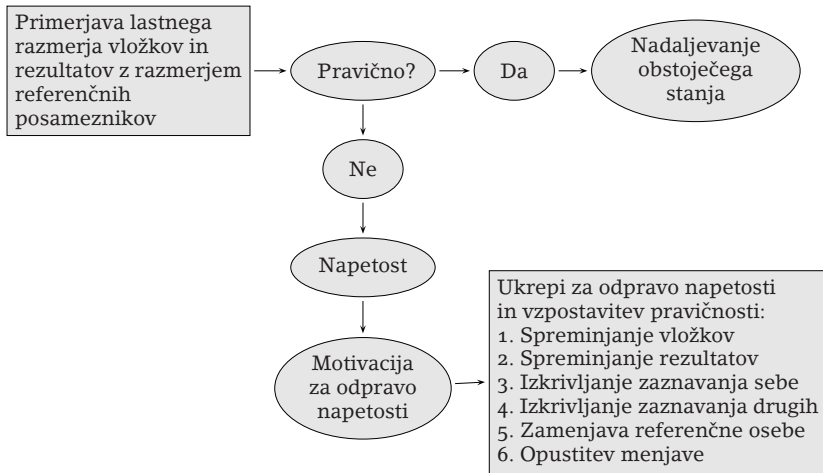 Primerjava lastnega
razmerja vložkov in
rezultatov z razmerjem
referenčnih
posameznikov
Pravično?
Da
Nadaljevanje
obstoječega
stanja
Ne
Napetost
Motivacija
za odpravo
napetosti
Ukrepi za odpravo napetosti
in vzpostavitev pravičnosti:
1. Spreminjanje vložkov
2. Spreminjanje rezultatov
3. Izkrivljanje zaznavanja sebe
4. Izkrivljanje zaznavanja drugih
5. Zamenjava referenčne osebe
6. Opustitev menjave